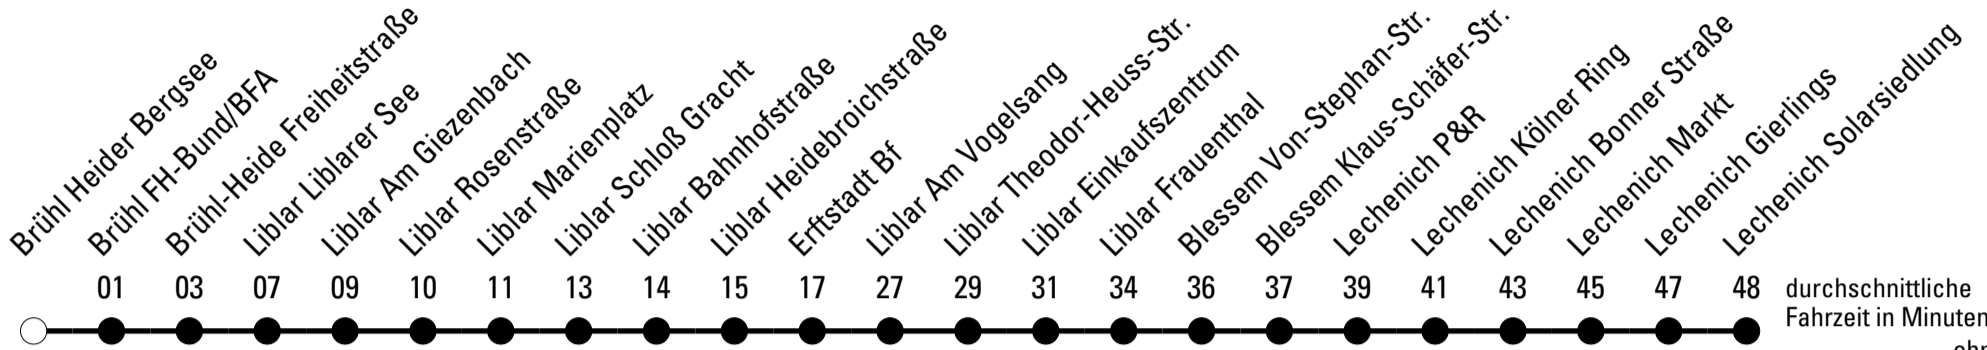 Brühl Heider Bergsee
Brühl FH-Bund/BFA
Brühl-Heide Freiheitstraße
Liblar Liblarer See
Liblar Am Giezenbach
Liblar Rosenstraße
Liblar Marienplatz
Liblar Schloß Gracht
Liblar Bahnhofstraße
Liblar Heidebroichstraße
Erftstadt Bf
Liblar Am Vogelsang
Liblar Theodor-Heuss-Str.
Liblar Einkaufszentrum
Liblar Frauenthal
Blessem Von-Stephan-Str.
Blessem Klaus-Schäfer-Str.
Lechenich P&R
Lechenich Kölner Ring
Lechenich Bonner Straße
Lechenich Markt
Lechenich Gierlings
Lechenich Solarsiedlung
01 03 07 09 10 11 13 14 15 17 27 29 31 34 36 37 39 41 43 45 47 48
durchschnittliche
Fahrzeit in Minuten